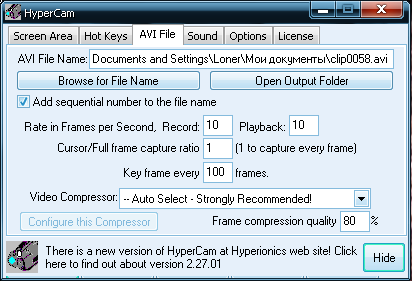 HyperCam
Screen Area Hot Keys AVI File Sound Options License
AVI File Name: Documents and Settings\Loner\Мои документы\clip0058.avi
Browse for File Name Open Output Folder
Add sequential number to the file name
Rate in Frames per Second, Record: 10 Playback: 10
Cursor/Full frame capture ratio 1 (1 to capture every frame)
Key frame every 100 frames.
Video Compressor: -- Auto Select - Strongly Recommended!
Configure this Compressor Frame compression quality 80 %
There is a new version of HyperCam at Hyperionics web site! Click
here to find out about version 2.27.01
Hide